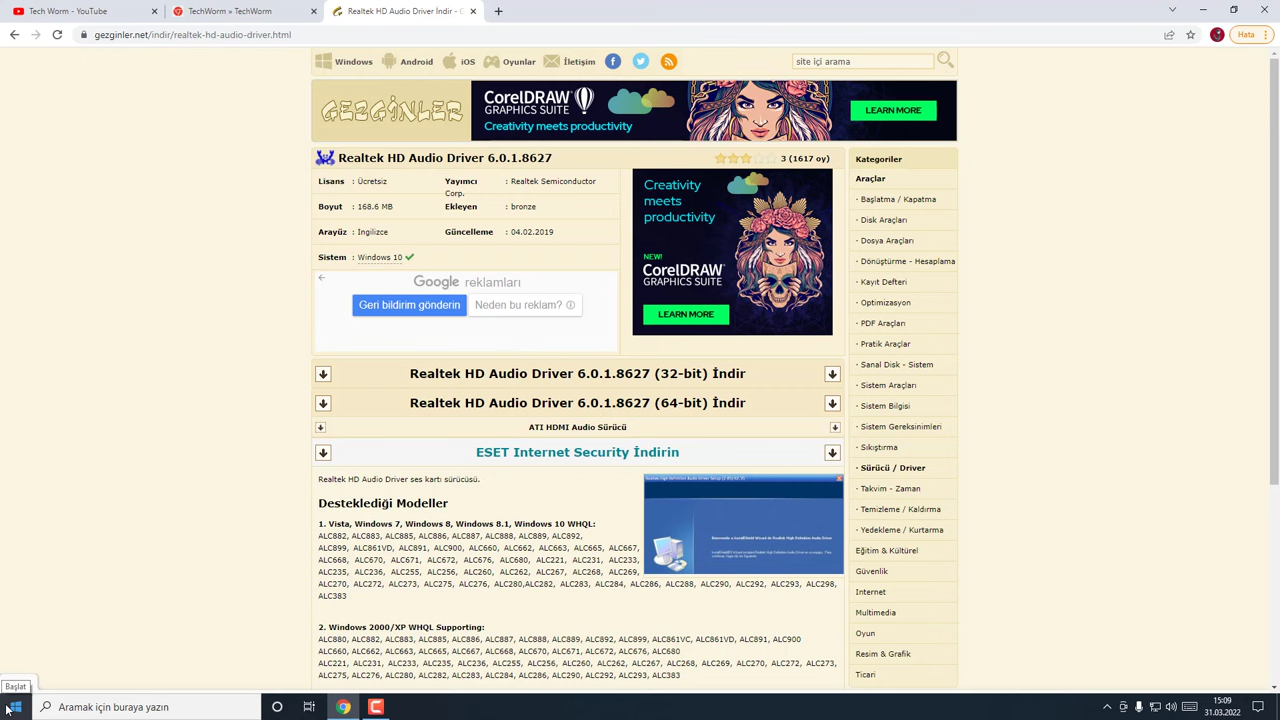 Tech Worm - YouTube
TechWorm » TechWorm
Realtek HD Audio Driver İndir - G
gezginler.net/indir/realtek-hd-audio-driver.html
Hata
Windows
Android
iOS
Oyunlar
İletişim
site içi arama
GEZGİNLER
CorelDRAW
GRAPHICS SUITE
Creativity meets productivity
LEARN MORE
Realtek HD Audio Driver 6.0.1.8627
3 (1617 oy)
Lisans : Ücretsiz
Yayımcı : Realtek Semiconductor
Corp.
Boyut : 168.6 MB
Ekleyen : bronze
Arayüz : Ingilizce
Güncelleme : 04.02.2019
Sistem : Windows 10
Google reklamları
Geri bildirim gönderin
Neden bu reklam?
Creativity
meets
productivity
NEW!
CorelDRAW
GRAPHICS SUITE
LEARN MORE
Realtek HD Audio Driver 6.0.1.8627 (32-bit) İndir
Realtek HD Audio Driver 6.0.1.8627 (64-bit) İndir
ATI HDMI Audio Sürücü
ESET Internet Security İndirin
Realtek HD Audio Driver ses kartı sürücüsü.
Desteklediği Modeller
1. Vista, Windows 7, Windows 8, Windows 8.1, Windows 10 WHQL:
ALC882, ALC883, ALC885, ALC886, ALC887, ALC888, ALC889, ALC892,
ALC899, ALC861VD, ALC891, ALC900, ALC660, ALC662, ALC663, ALC665, ALC667,
ALC668, ALC670, ALC671, ALC672, ALC676, ALC680, ALC221, ALC231, ALC233,
ALC235, ALC236, ALC255, ALC256, ALC260, ALC262, ALC267, ALC268, ALC269,
ALC270, ALC272, ALC273, ALC275, ALC276, ALC280,ALC282, ALC283, ALC284, ALC286, ALC288, ALC290, ALC292, ALC293, ALC298,
ALC383
2. Windows 2000/XP WHQL Supporting:
ALC880, ALC882, ALC883, ALC885, ALC886, ALC887, ALC888, ALC889, ALC892, ALC899, ALC861VC, ALC861VD, ALC891, ALC900
ALC660, ALC662, ALC663, ALC665, ALC667, ALC668, ALC670, ALC671, ALC672, ALC676, ALC680
ALC221, ALC231, ALC233, ALC235, ALC236, ALC255, ALC256, ALC260, ALC262, ALC267, ALC268, ALC269, ALC270, ALC272, ALC273,
ALC275, ALC276, ALC280, ALC282, ALC283, ALC284, ALC286, ALC290, ALC292, ALC293, ALC383
Kategoriler
Araçlar
· Başlatma / Kapatma
· Disk Araçları
· Dosya Araçları
· Dönüştürme - Hesaplama
· Kayıt Defteri
· Optimizasyon
· PDF Araçları
· Pratik Araçlar
· Sanal Disk - Sistem
· Sistem Araçları
· Sistem Bilgisi
· Sistem Gereksinimleri
· Sıkıştırma
· Sürücü / Driver
· Takvim - Zaman
· Temizleme / Kaldırma
· Yedekleme / Kurtarma
Eğitim & Kültürel
Güvenlik
Internet
Multimedia
Oyun
Resim & Grafik
Ticari
Başlat
Aramak için buraya yazın
15:09
31.03.2022